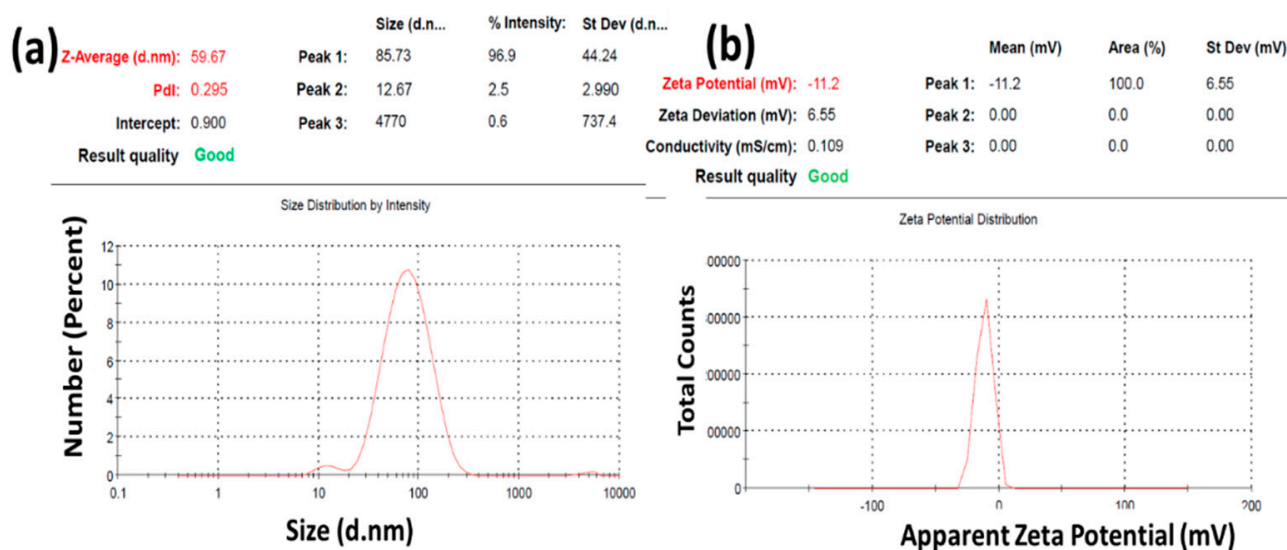 (a)
Size (d.n... % Intensity: St Dev (d.n...
Z-Average (d.nm): 59.67 Peak 1: 85.73 96.9 44.24
PdI: 0.295 Peak 2: 12.67 2.5 2.990
Intercept: 0.900 Peak 3: 4770 0.6 737.4
Result quality Good
Size Distribution by Intensity
Number (Percent)
12
10
8
6
4
2
0
0.1 1 10 100 1000 10000
Size (d.nm)
(b)
Mean (mV) Area (%) St Dev (mV)
Zeta Potential (mV): -11.2 Peak 1: -11.2 100.0 6.55
Zeta Deviation (mV): 6.55 Peak 2: 0.00 0.0 0.00
Conductivity (mS/cm): 0.109 Peak 3: 0.00 0.0 0.00
Result quality Good
Zeta Potential Distribution
Total Counts
00000
00000
00000
00000
0
-100 0 100 200
Apparent Zeta Potential (mV)